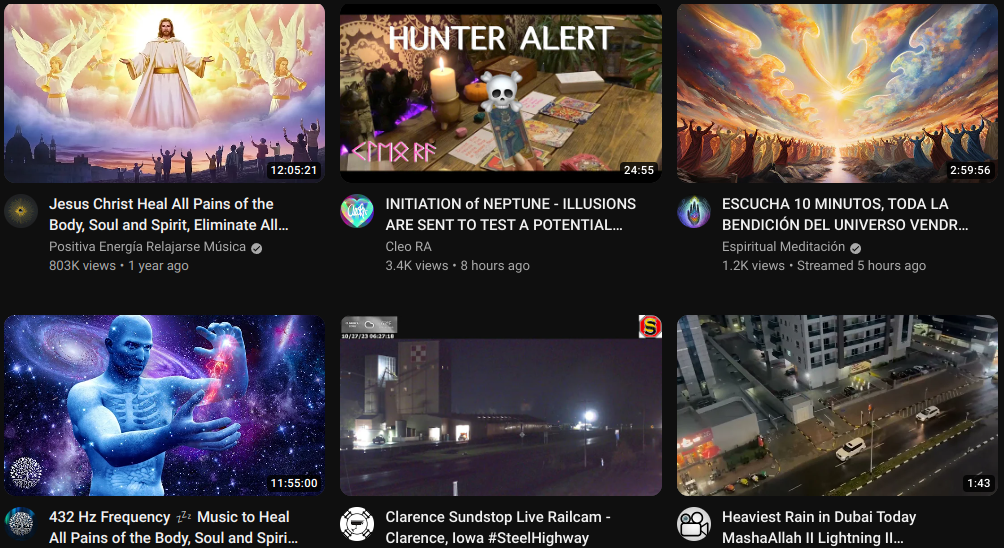 HUNTER ALERT
ᚲᛚᛖᛟ ᚱᚨ
12:05:21
24:55
2:59:56
Jesus Christ Heal All Pains of the
Body, Soul and Spirit, Eliminate All...
Positiva Energía Relajarse Música
803K views • 1 year ago
INITIATION of NEPTUNE - ILLUSIONS
ARE SENT TO TEST A POTENTIAL...
Cleo RA
3.4K views • 8 hours ago
ESCUCHA 10 MINUTOS, TODA LA
BENDICIÓN DEL UNIVERSO VENDR...
Espiritual Meditación
1.2K views • Streamed 5 hours ago
10/27/23 06:27:18
S
11:55:00
1:43
432 Hz Frequency 💤 Music to Heal
All Pains of the Body, Soul and Spiri...
Clarence Sundstop Live Railcam -
Clarence, Iowa #SteelHighway
Heaviest Rain in Dubai Today
MashaAllah II Lightning II...